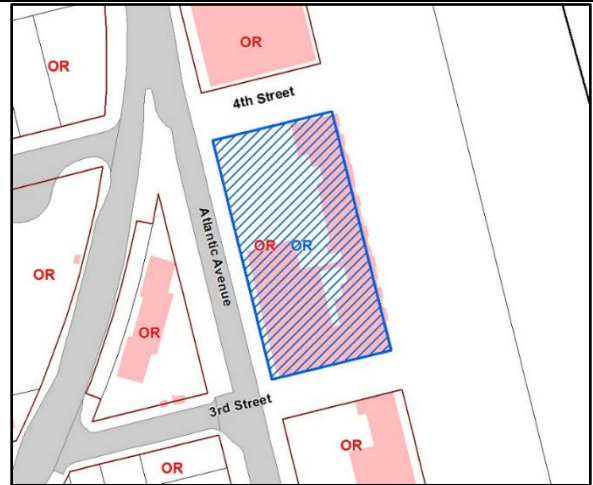 OR
OR
4th Street
Atlantic Avenue
OR OR
OR
OR
3rd Street
OR
OR